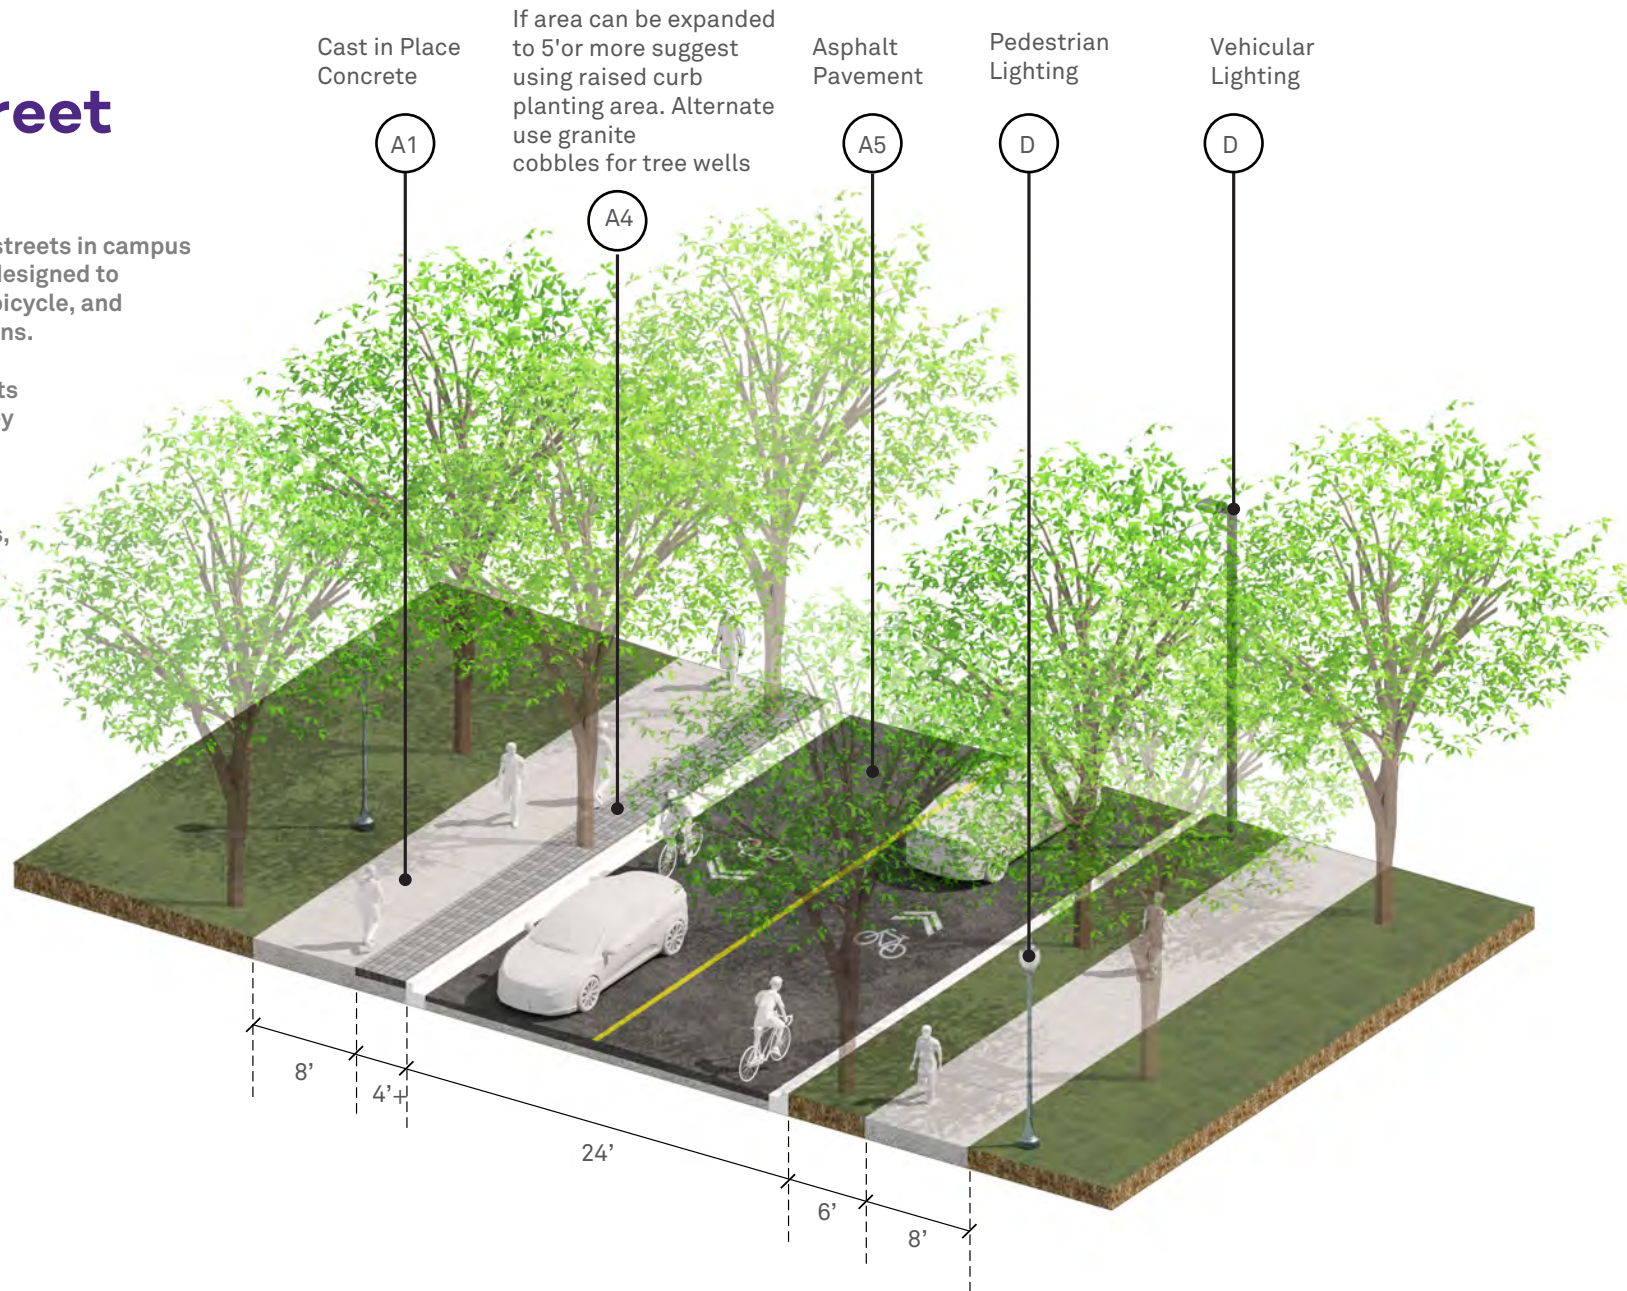 reet
streets in campus
designed to
bicycle, and
ns.
ts
y
s,
Cast in Place
Concrete
A1
If area can be expanded
to 5'or more suggest
using raised curb
planting area. Alternate
use granite
cobbles for tree wells
A4
Asphalt
Pavement
A5
Pedestrian
Lighting
D
Vehicular
Lighting
D
8’
4’+
24’
6’
8’